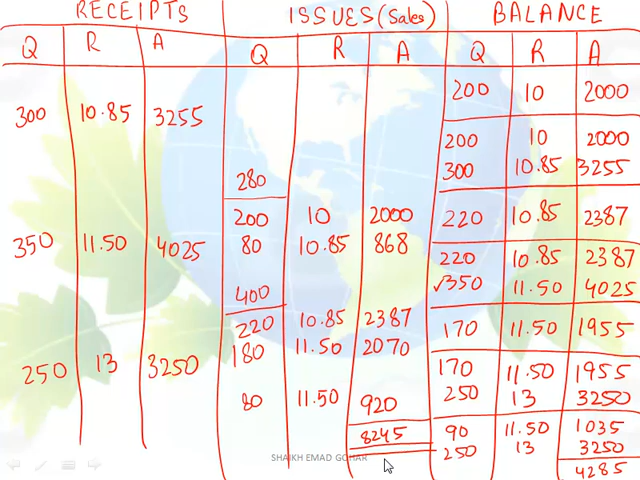 RECEIPTS ISSUES (Sales) BALANCE
Q R A Q R A Q R A
200 10 2000
300 10.85 3255
200 10 2000
300 10.85 3255
280
200 10 2000 220 10.85 2387
350 11.50 4025 80 10.85 868
220 10.85 2387
400 √350 11.50 4025
220 10.85 2387 170 11.50 1955
180 11.50 2070
250 13 3250 170 11.50 1955
80 11.50 920 250 13 3250
8245 90 11.50 1035
250 13 3250
SHAIKH EMAD GOHAR
4285